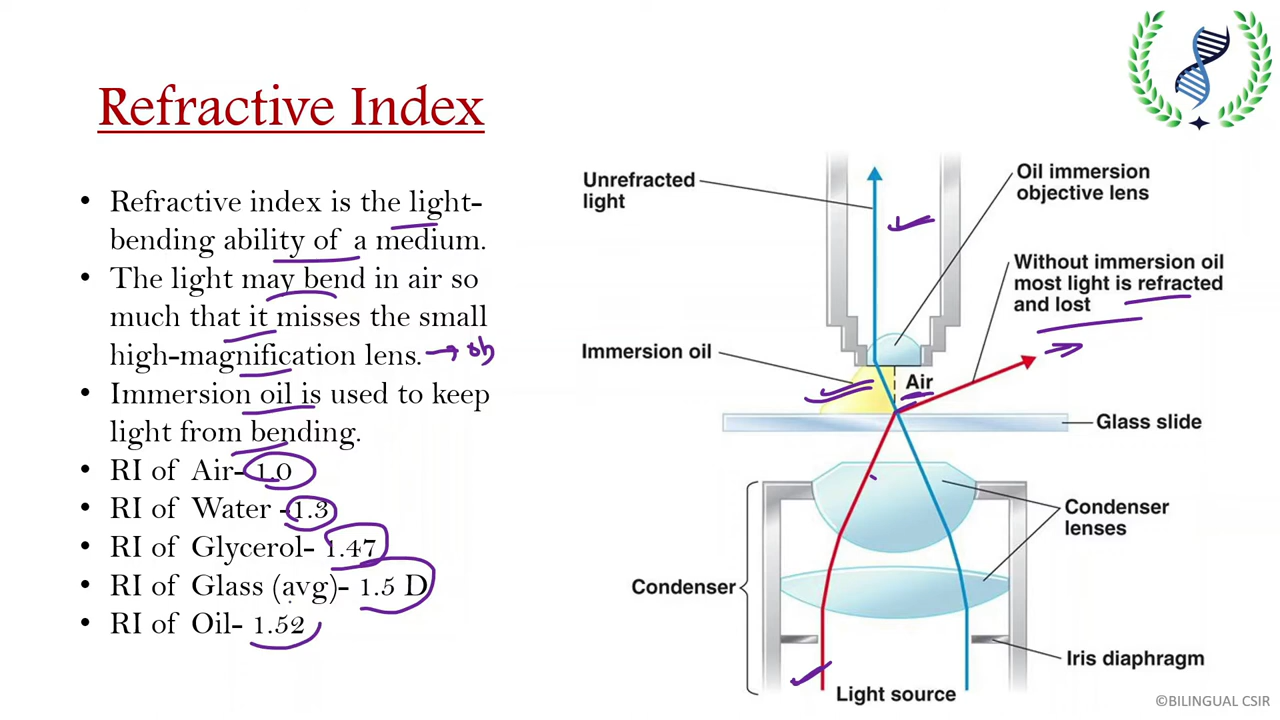 Refractive Index
• Refractive index is the light-
bending ability of a medium.
• The light may bend in air so
much that it misses the small
high-magnification lens.
• Immersion oil is used to keep
light from bending.
• RI of Air- 1.0
• RI of Water -1.3
• RI of Glycerol- 1.47
• RI of Glass (avg)- 1.5 D
• RI of Oil- 1.52
Unrefracted
light
Oil immersion
objective lens
Without immersion oil
most light is refracted
and lost
Immersion oil
Air
Glass slide
Condenser
lenses
Condenser
Iris diaphragm
Light source
©BILINGUAL CSIR